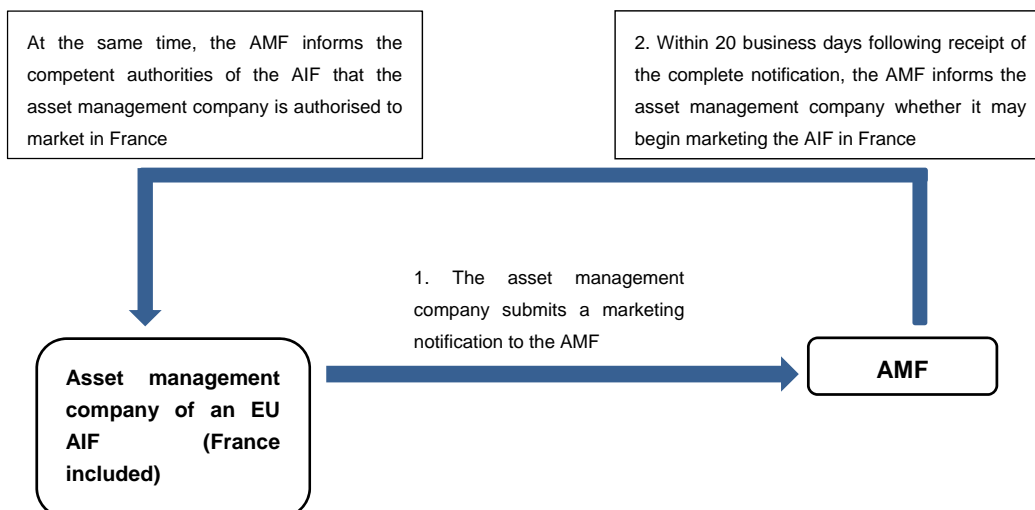 At the same time, the AMF informs the
competent authorities of the AIF that the
asset management company is authorised to
market in France
2. Within 20 business days following receipt of
the complete notification, the AMF informs the
asset management company whether it may
begin marketing the AIF in France
1. The asset management
company submits a marketing
notification to the AMF
Asset management
company of an EU
AIF (France
included)
AMF